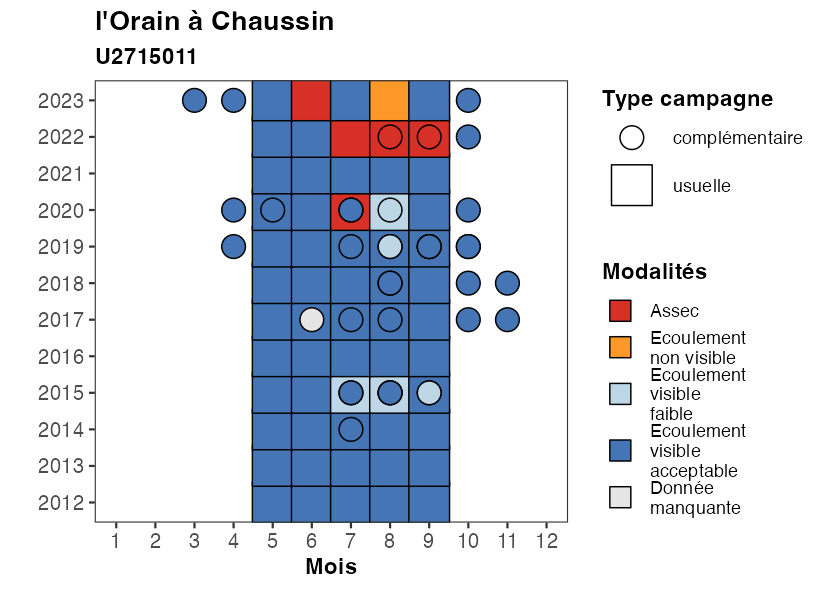 l'Orain à Chaussin
U2715011
2023
2022
2021
2020
2019
2018
2017
2016
2015
2014
2013
2012
1 2 3 4 5 6 7 8 9 10 11 12
Mois
Type campagne
complémentaire
usuelle
Modalités
Assec
Ecoulement
non visible
Ecoulement
visible
faible
Ecoulement
visible
acceptable
Donnée
manquante